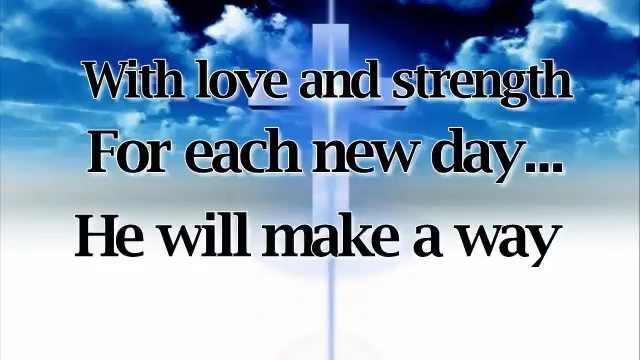 With love and strength
For each new day...
He will make a way